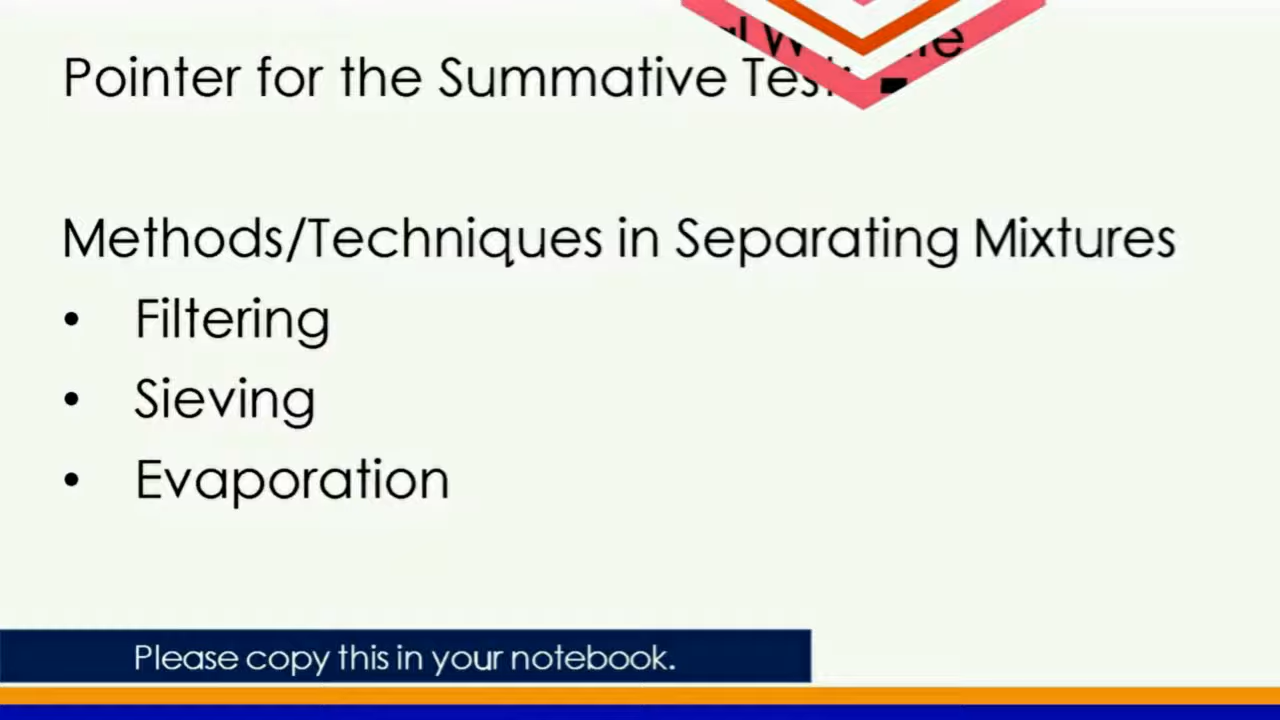 Pointer for the Summative Test:
Methods/Techniques in Separating Mixtures
• Filtering
• Sieving
• Evaporation
Please copy this in your notebook.